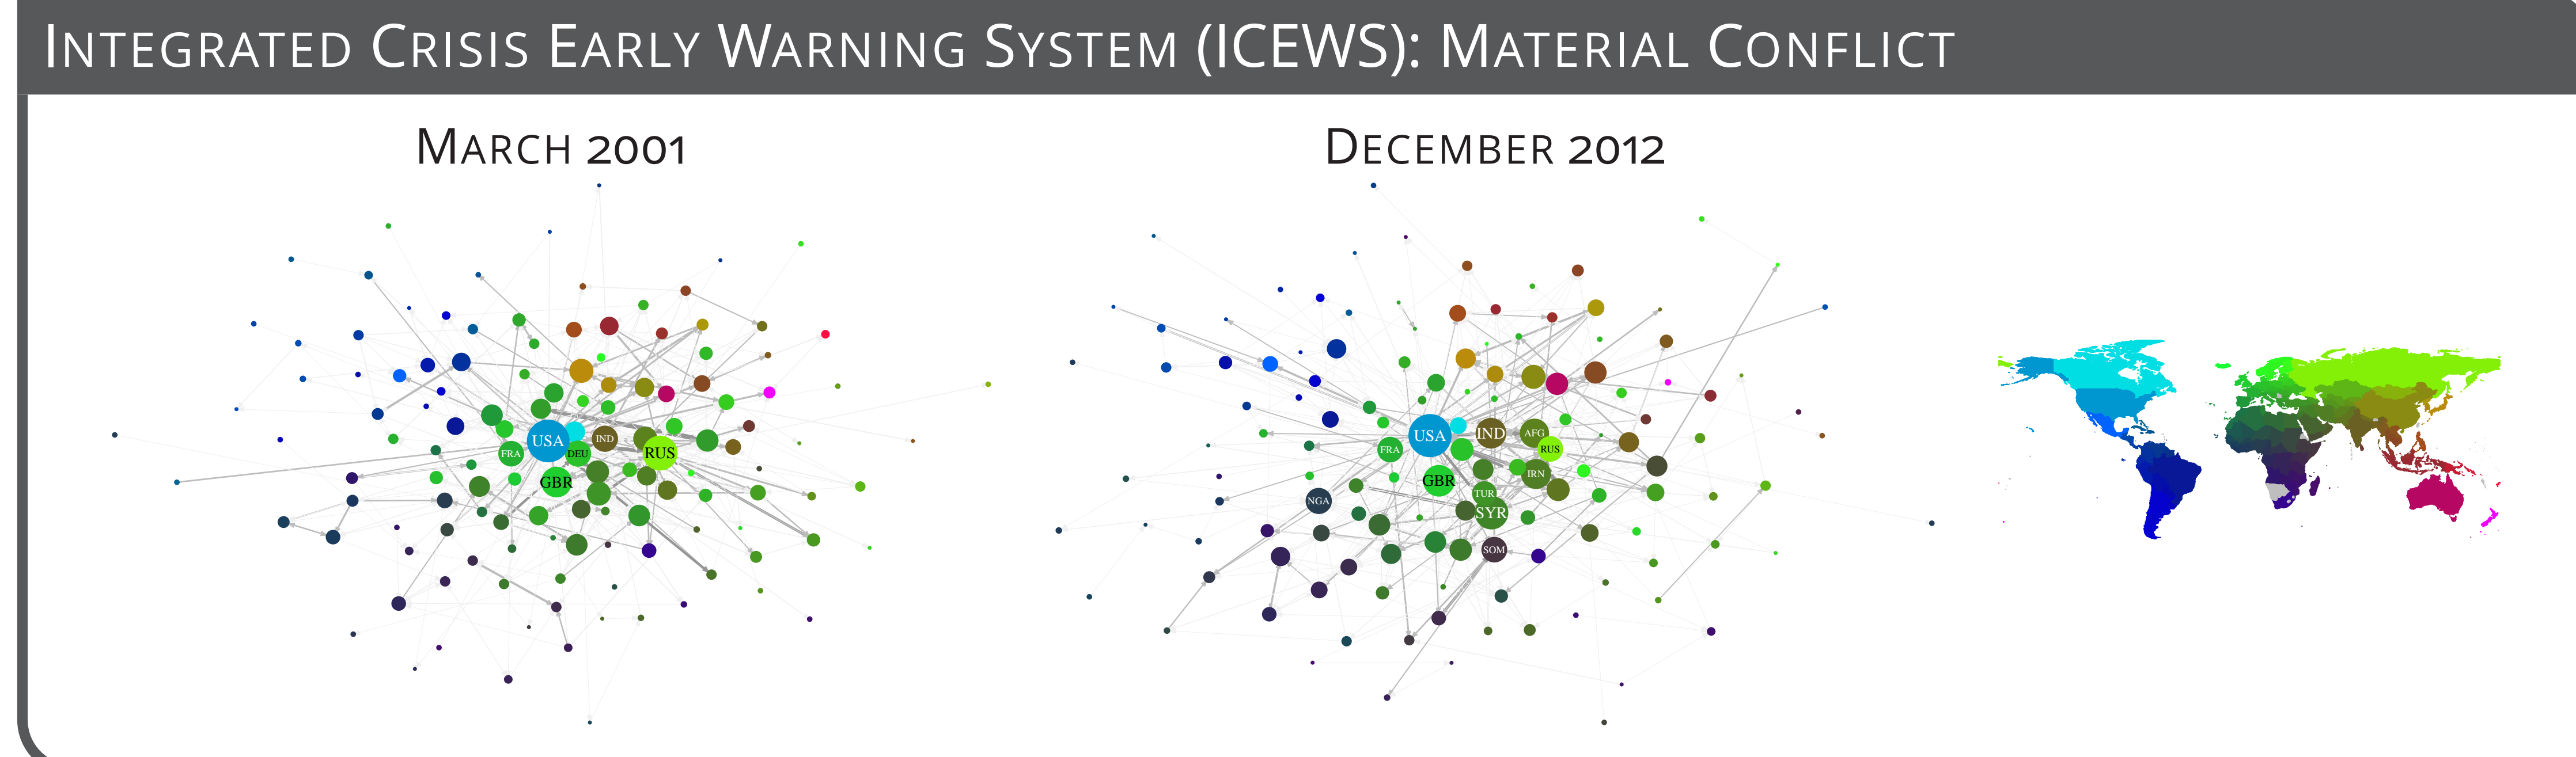 INTEGRATED CRISIS EARLY WARNING SYSTEM (ICEWS): MATERIAL CONFLICT
MARCH 2001
USA
IND
FRA
DEU
RUS
GBR
DECEMBER 2012
USA
IND
AFG
FRA
RUS
IRN
GBR
TUR
NGA
SYR
SOM